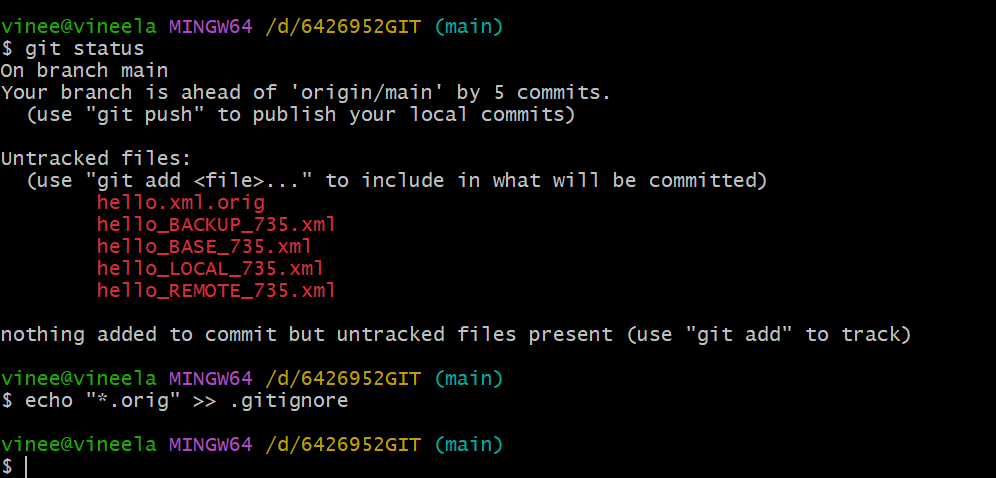 vinee@vineela MINGW64 /d/6426952GIT (main)
$ git status
On branch main
Your branch is ahead of 'origin/main' by 5 commits.
  (use "git push" to publish your local commits)

Untracked files:
  (use "git add <file>..." to include in what will be committed)
        hello.xml.orig
        hello_BACKUP_735.xml
        hello_BASE_735.xml
        hello_LOCAL_735.xml
        hello_REMOTE_735.xml

nothing added to commit but untracked files present (use "git add" to track)

vinee@vineela MINGW64 /d/6426952GIT (main)
$ echo "*.orig" >> .gitignore

vinee@vineela MINGW64 /d/6426952GIT (main)
$